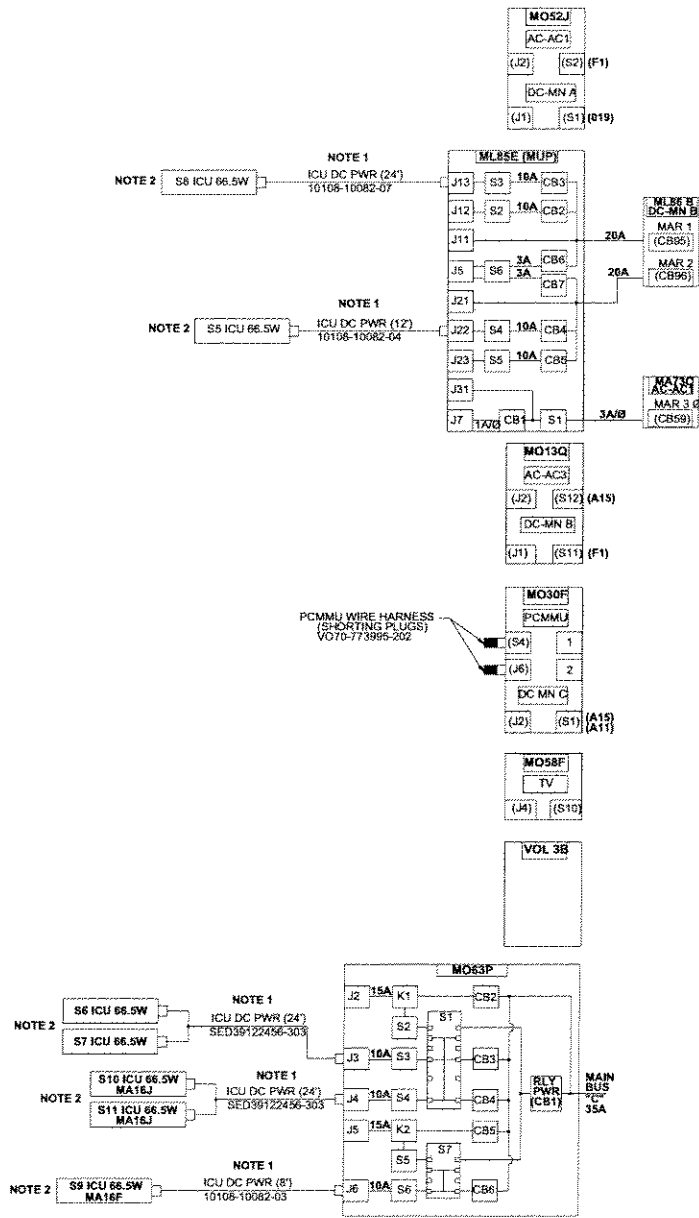 MO52J
AC-AC1
(J2) (S2) (F1)
DC-MN A
(J1) (S1) (019)
NOTE 1
ML85E (MUP)
NOTE 2 S8 ICU 66.5W ICU DC PWR (24') J13 S3 10A CB3
10108-10082-07
J12 S2 10A CB2
ML86 B
DC-MN B
MAR 1
J11 20A (CB95)
MAR 2
J5 S6 3A CB6 20A (CB96)
3A CB7
J21
NOTE 1
NOTE 2 S5 ICU 66.5W ICU DC PWR (12') J22 S4 10A CB4
10108-10082-04
J23 S5 10A CB5
J31
MA73C
AC-AC1
MAR 3 Ø
J7 1A/Ø CB1 S1 3A/Ø (CB59)
MO13Q
AC-AC3
(J2) (S12) (A15)
DC-MN B
(J1) (S11) (F1)
MO30F
PCMMU WIRE HARNESS
(SHORTING PLUGS)
VO70-773995-202
PCMMU
(S4) 1
(J6) 2
DC MN C
(J2) (S1) (A15)
(A11)
MO58F
TV
(J4) (S10)
VOL 3B
MO63P
J2 15A K1 CB2
S2 S1
NOTE 1
S6 ICU 66.5W
NOTE 2 ICU DC PWR (24')
S7 ICU 66.5W SED39122456-303
J3 10A S3 CB3
NOTE 1
S10 ICU 66.5W
MA16J
NOTE 2 ICU DC PWR (24') J4 10A S4 CB4
SED39122456-303
S11 ICU 66.5W
MA16J
RLY
PWR
(CB1)
MAIN
BUS
C
35A
J5 15A K2 CB5
S5 S7
NOTE 1
NOTE 2 S9 ICU 66.5W
MA16F
ICU DC PWR (8') J6 10A S6 CB6
10108-10082-03